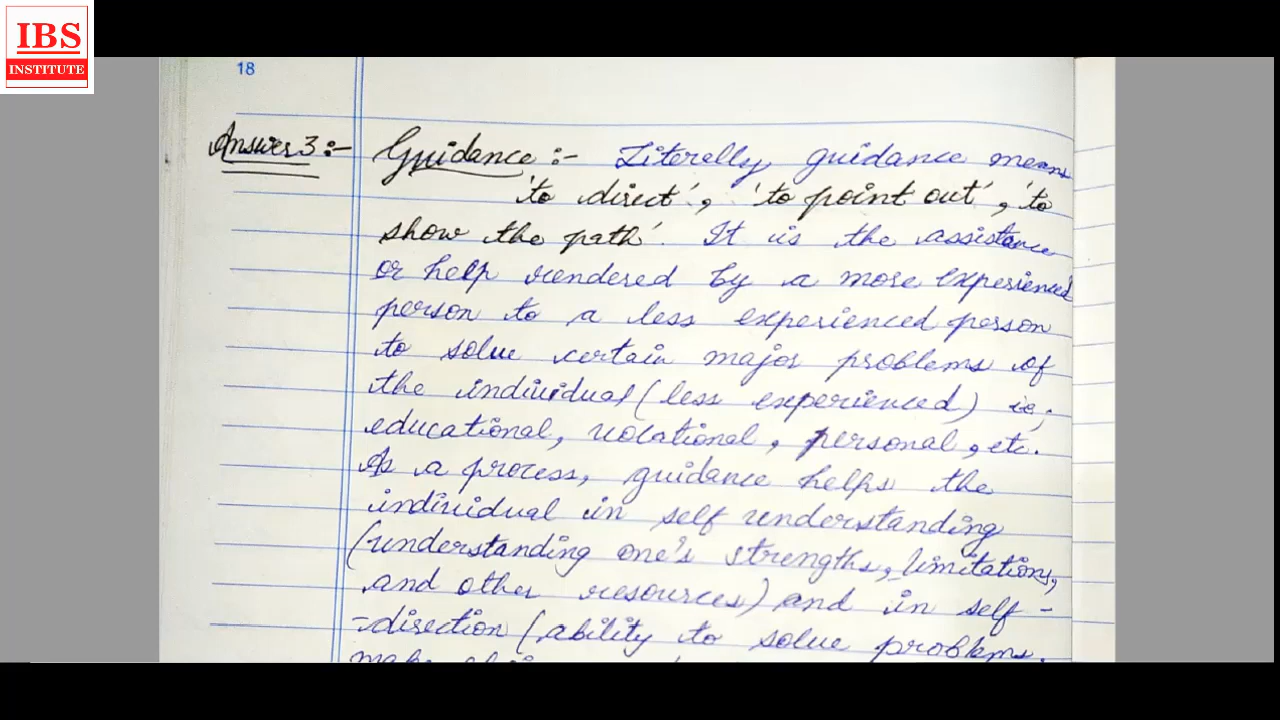 IBS
INSTITUTE
18
Answer 3:- Guidance :- Literally guidance means
'to direct', 'to point out', 'to
show the path'. It is the assistance
or help rendered by a more experienced
person to a less experienced person
to solve certain major problems of
the individual (less experienced) ie,
educational, vocational, personal, etc.
As a process, guidance helps the
individual in self understanding
(understanding one's strengths, limitations,
and other resources) and in self-
-direction (ability to solve problems,